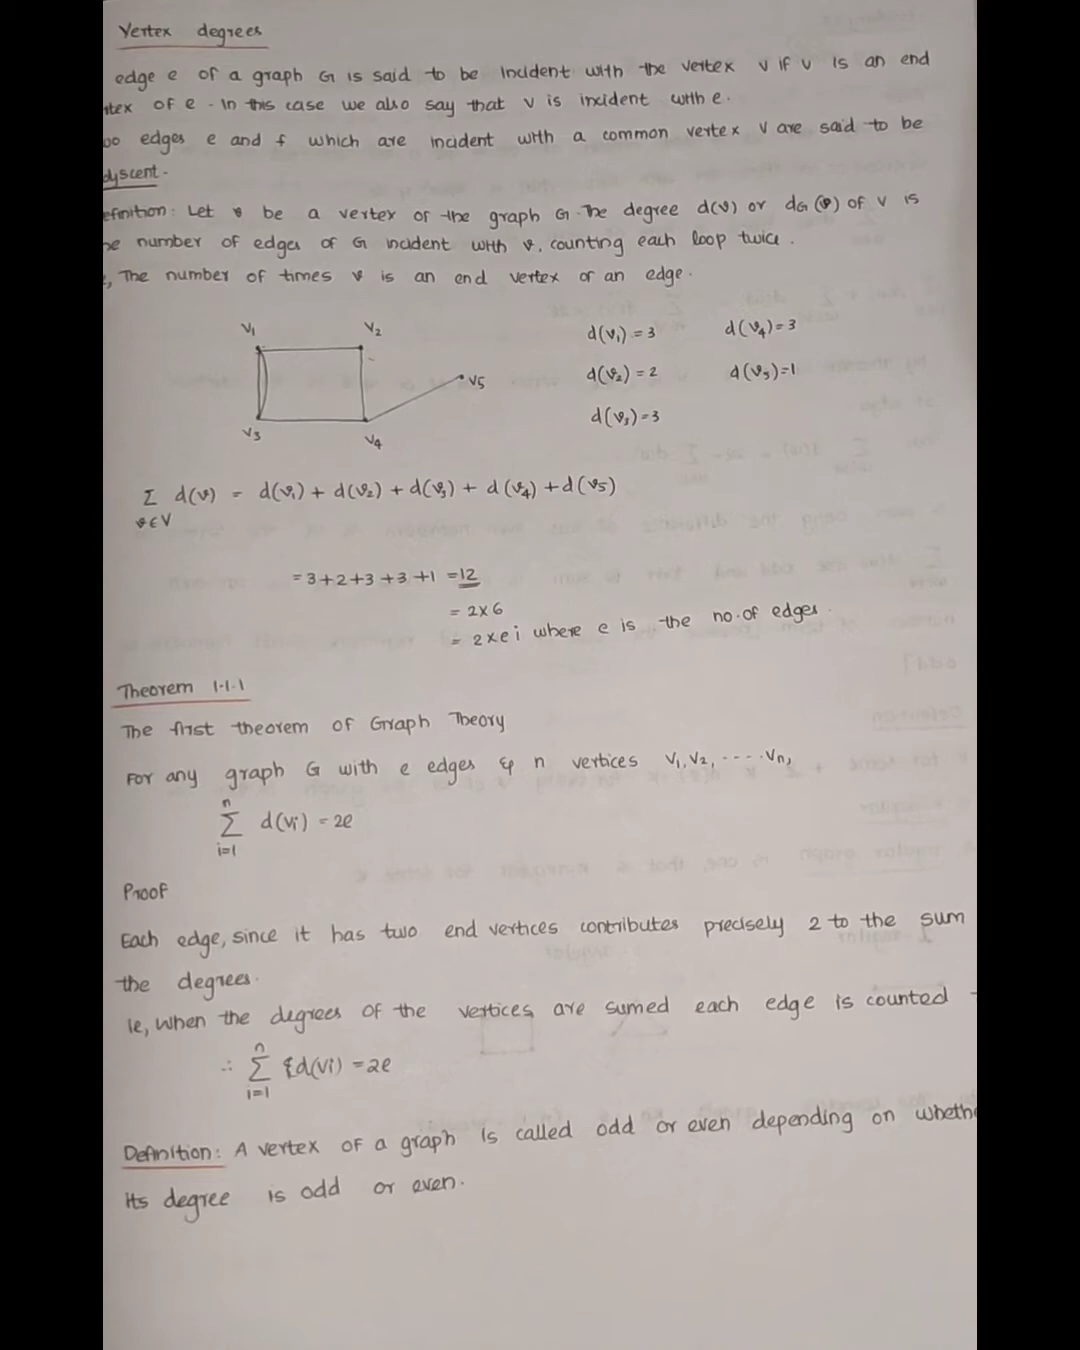 Vertex degrees
edge e of a graph G is said to be incident with the vertex v if v is an end
tex of e - In this case we also say that v is incident with e.
oo edges e and f which are incident with a common vertex v are said to be
dyscent.
efinition: Let v be a vertex of the graph G. The degree d(v) or dG(v) of v is
he number of edges of G incident with v, counting each loop twice.
, The number of times v is an end vertex of an edge.
V1 V2
V5
V3 V4
d(v1) = 3 d(v4) = 3
d(v2) = 2 d(v5) = 1
d(v3) = 3
Σ d(v) = d(v1) + d(v2) + d(v3) + d(v4) + d(v5)
v∈V
= 3+2+3+3+1 = 12
= 2×6
= 2×e ; where e is the no. of edges.
Theorem 1.1.1
The first theorem of Graph Theory
For any graph G with e edges & n vertices V1, V2, ---- Vn,
n
Σ d(vi) = 2e
i=1
Proof
Each edge, since it has two end vertices contributes precisely 2 to the sum
the degrees.
ie, when the degrees of the vertices are sumed each edge is counted
n
∴ Σ d(vi) = 2e
i=1
Definition: A vertex of a graph is called odd or even depending on wheth
its degree is odd or even.